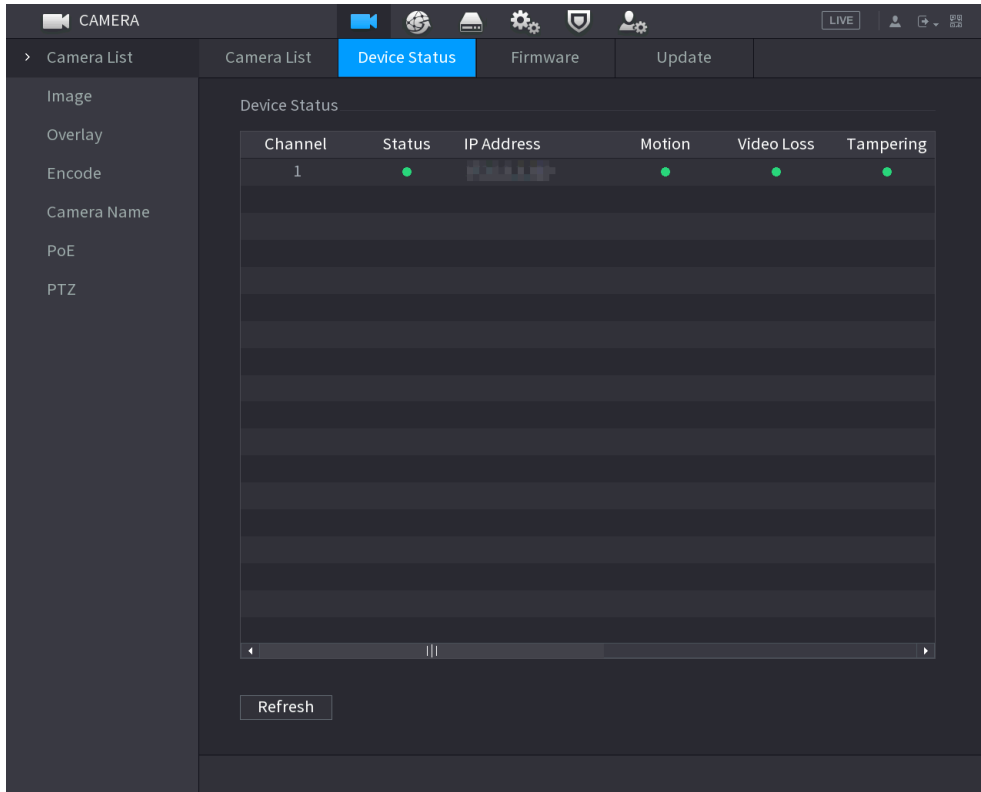 CAMERA LIVE
Camera List Camera List Device Status Firmware Update
Image
Overlay
Encode
Camera Name
PoE
PTZ
Device Status
Channel Status IP Address Motion Video Loss Tampering
1
Refresh